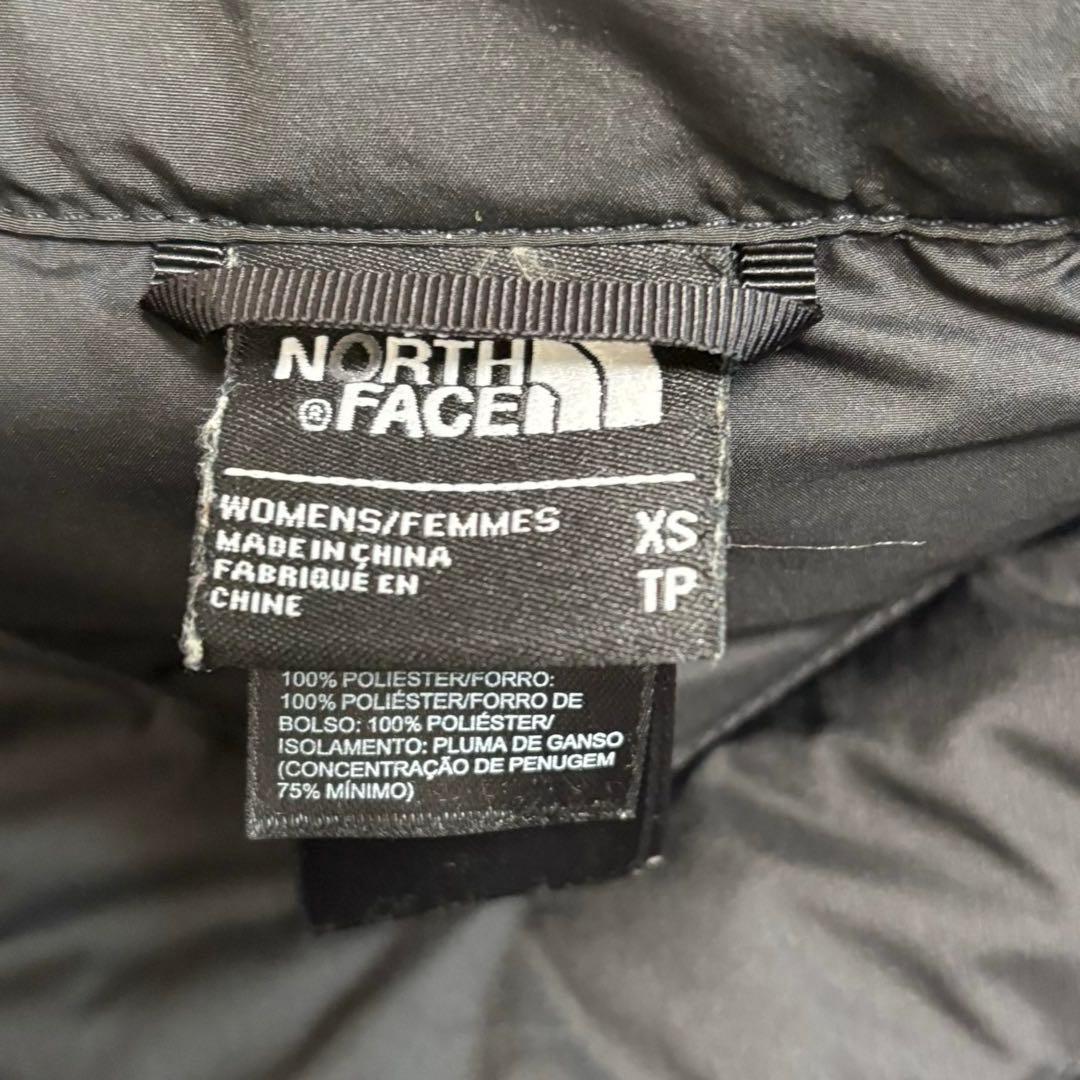 NORTH
® FACE
WOMENS/FEMMES XS
MADE IN CHINA
FABRIQUÉ EN TP
CHINE
100% POLIÉSTER/FORRO:
100% POLIÉSTER/FORRO DE
BOLSO: 100% POLIÉSTER/
ISOLAMENTO: PLUMA DE GANSO
(CONCENTRAÇÃO DE PENUGEM
75% MÍNIMO)